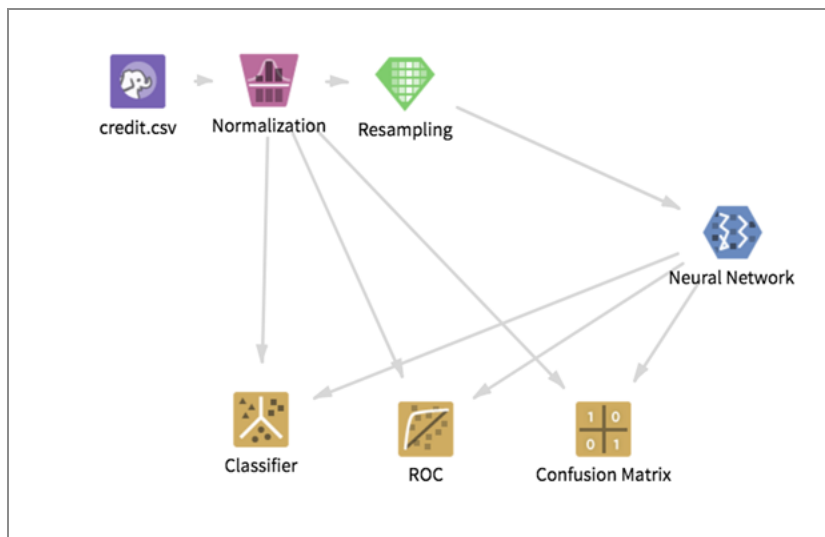 credit.csv
Normalization
Resampling
Neural Network
Classifier
ROC
1 0
0 1
Confusion Matrix